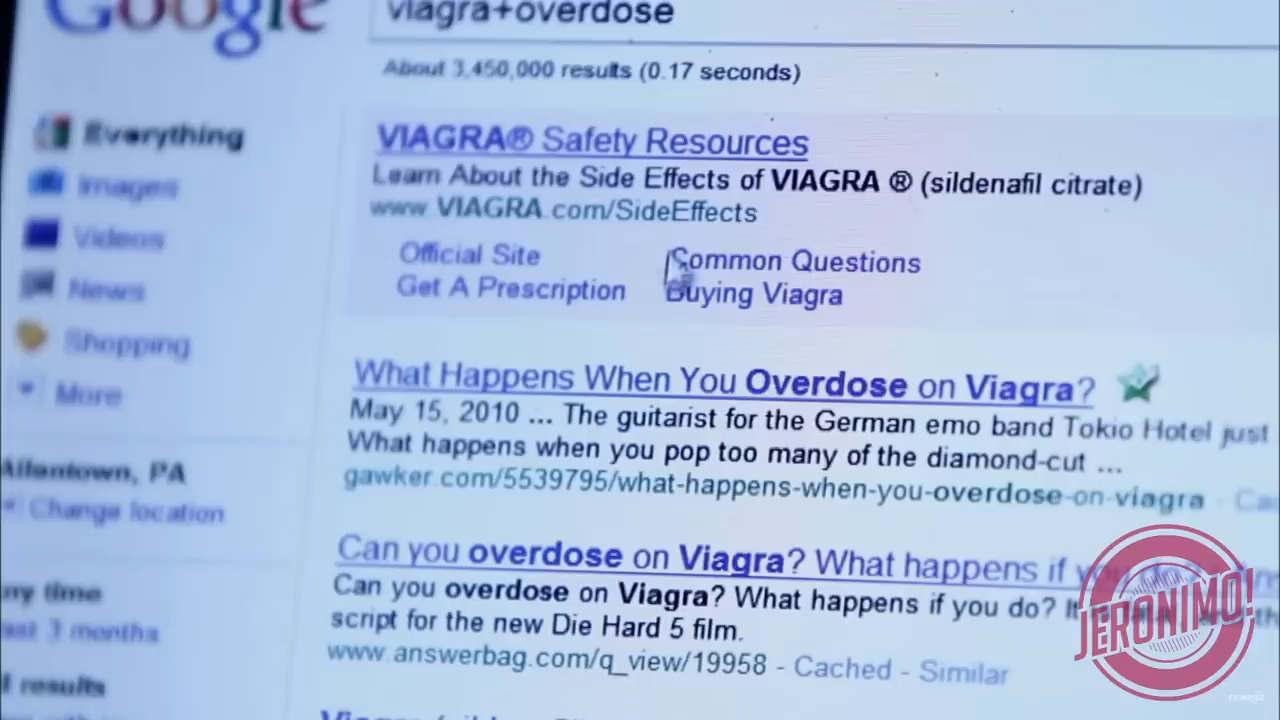 Google
viagra+overdose
About 3,450,000 results (0.17 seconds)
Everything
Images
Videos
News
Shopping
More
Allentown, PA
Change location
VIAGRA® Safety Resources
Learn About the Side Effects of VIAGRA ® (sildenafil citrate)
www.VIAGRA.com/SideEffects
Official Site Common Questions
Get A Prescription Buying Viagra
What Happens When You Overdose on Viagra?
May 15, 2010 ... The guitarist for the German emo band Tokio Hotel just
What happens when you pop too many of the diamond-cut ...
gawker.com/5539795/what-happens-when-you-overdose-on-viagra -
Can you overdose on Viagra? What happens if
Can you overdose on Viagra? What happens if you do?
script for the new Die Hard 5 film.
www.answerbag.com/q_view/19958 - Cached - Similar
time
3 months
results
JERONIMO!